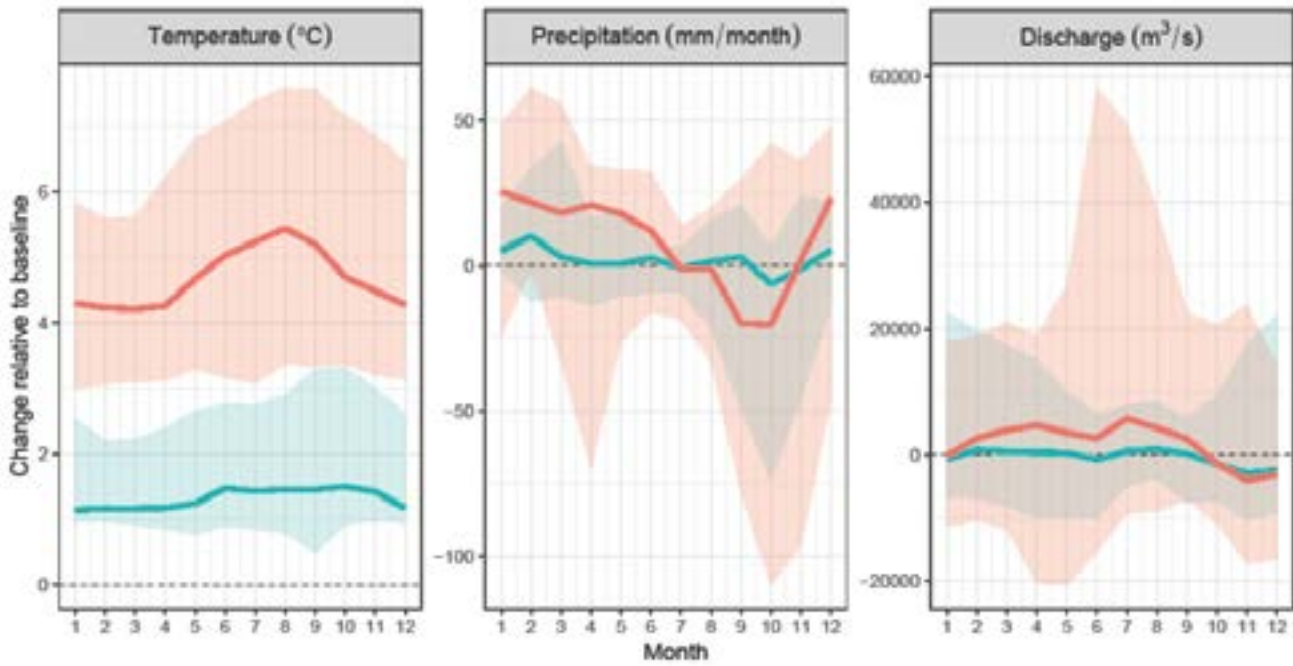 Temperature (°C)
Precipitation (mm/month)
Discharge (m³/s)
Change relative to baseline
6
4
2
0
50
0
−50
−100
60000
40000
20000
0
−20000
1 2 3 4 5 6 7 8 9 10 11 12
1 2 3 4 5 6 7 8 9 10 11 12
1 2 3 4 5 6 7 8 9 10 11 12
Month